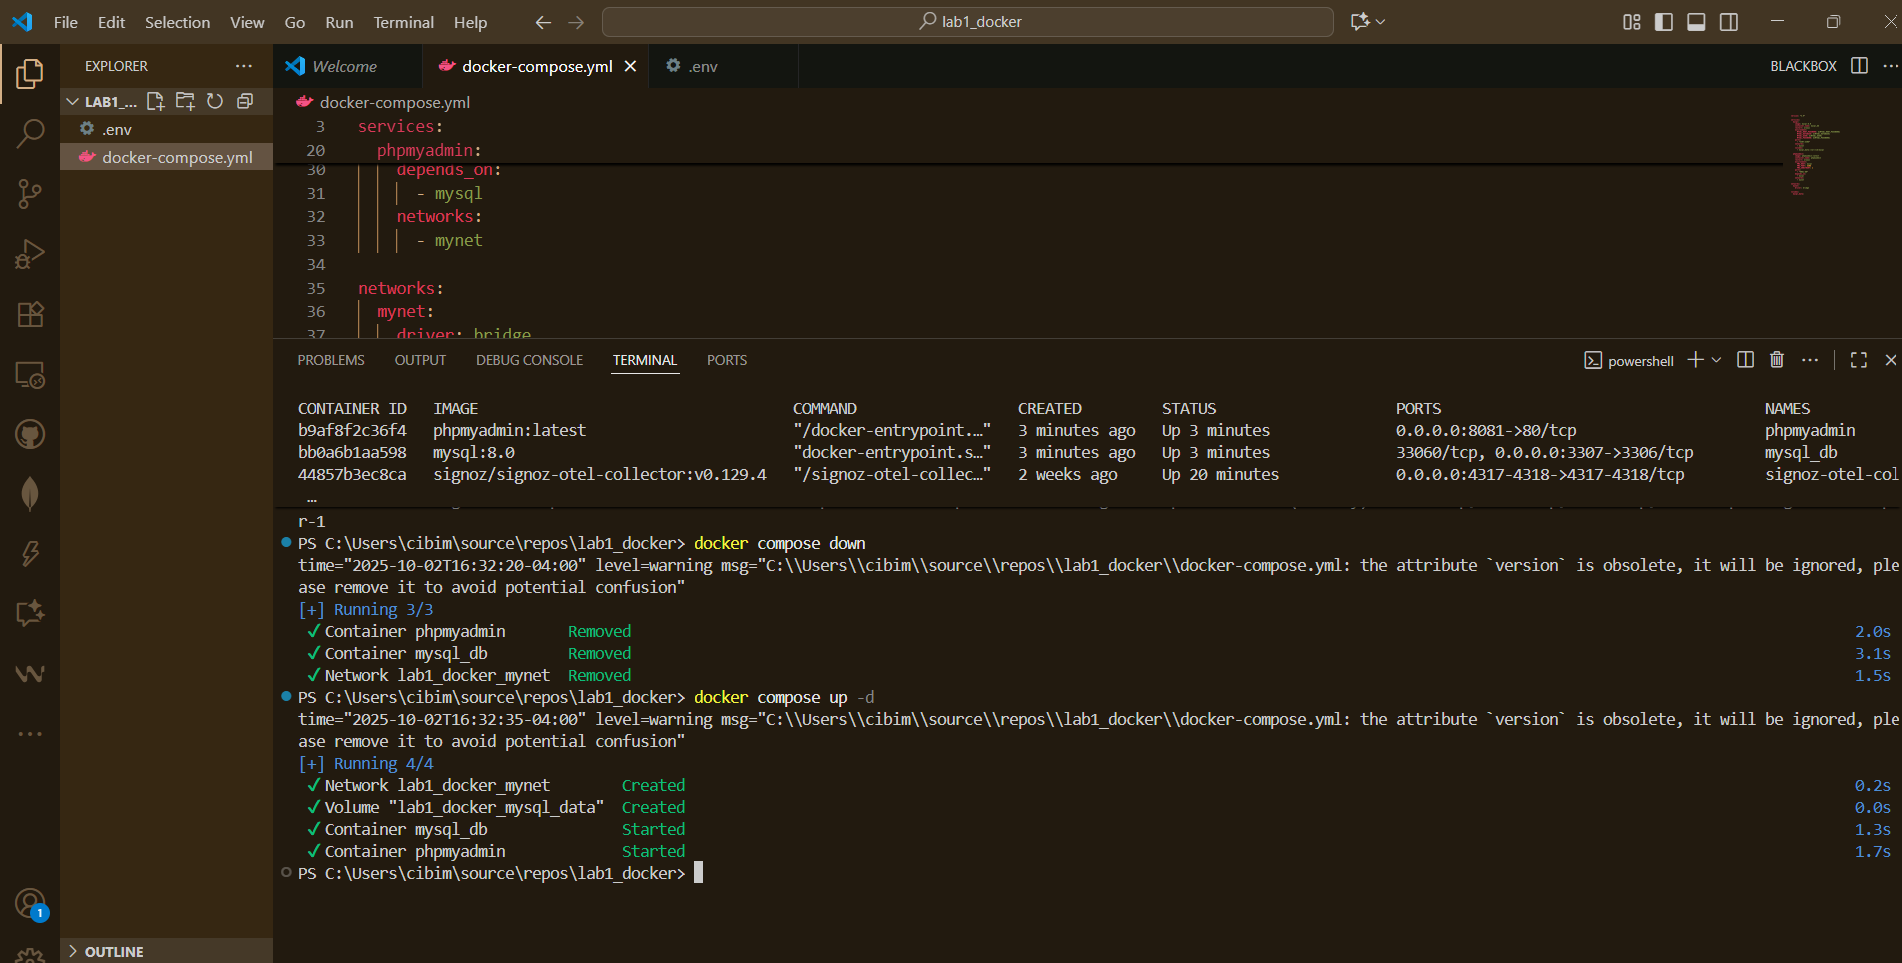 File Edit Selection View Go Run Terminal Help
lab1_docker
EXPLORER
LAB1_...
.env
docker-compose.yml
OUTLINE
1
Welcome
docker-compose.yml
.env
BLACKBOX
docker-compose.yml
3 services:
20 phpmyadmin:
30 depends_on:
31 - mysql
32 networks:
33 - mynet
34
35 networks:
36 mynet:
37 driver: bridge
PROBLEMS OUTPUT DEBUG CONSOLE TERMINAL PORTS
powershell
CONTAINER ID IMAGE COMMAND CREATED STATUS PORTS NAMES
b9af8f2c36f4 phpmyadmin:latest "/docker-entrypoint.…" 3 minutes ago Up 3 minutes 0.0.0.0:8081->80/tcp phpmyadmin
bb0a6b1aa598 mysql:8.0 "docker-entrypoint.s…" 3 minutes ago Up 3 minutes 33060/tcp, 0.0.0.0:3307->3306/tcp mysql_db
44857b3ec8ca signoz/signoz-otel-collector:v0.129.4 "/signoz-otel-collec…" 2 weeks ago Up 20 minutes 0.0.0.0:4317-4318->4317-4318/tcp signoz-otel-col
…
r-1
PS C:\Users\cibim\source\repos\lab1_docker> docker compose down
time="2025-10-02T16:32:20-04:00" level=warning msg="C:\\Users\\cibim\\source\\repos\\lab1_docker\\docker-compose.yml: the attribute `version` is obsolete, it will be ignored, ple
ase remove it to avoid potential confusion"
[+] Running 3/3
✔ Container phpmyadmin Removed 2.0s
✔ Container mysql_db Removed 3.1s
✔ Network lab1_docker_mynet Removed 1.5s
PS C:\Users\cibim\source\repos\lab1_docker> docker compose up -d
time="2025-10-02T16:32:35-04:00" level=warning msg="C:\\Users\\cibim\\source\\repos\\lab1_docker\\docker-compose.yml: the attribute `version` is obsolete, it will be ignored, ple
ase remove it to avoid potential confusion"
[+] Running 4/4
✔ Network lab1_docker_mynet Created 0.2s
✔ Volume "lab1_docker_mysql_data" Created 0.0s
✔ Container mysql_db Started 1.3s
✔ Container phpmyadmin Started 1.7s
PS C:\Users\cibim\source\repos\lab1_docker>